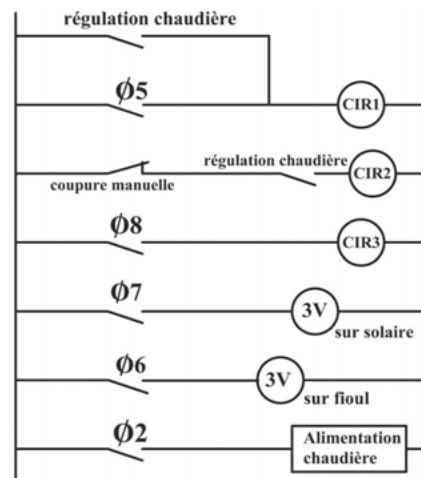 régulation chaudière
ϕ5
CIR1
régulation chaudière
coupure manuelle
CIR2
ϕ8
CIR3
ϕ7
3V
sur solaire
ϕ6
3V
sur fioul
ϕ2
Alimentation
chaudière